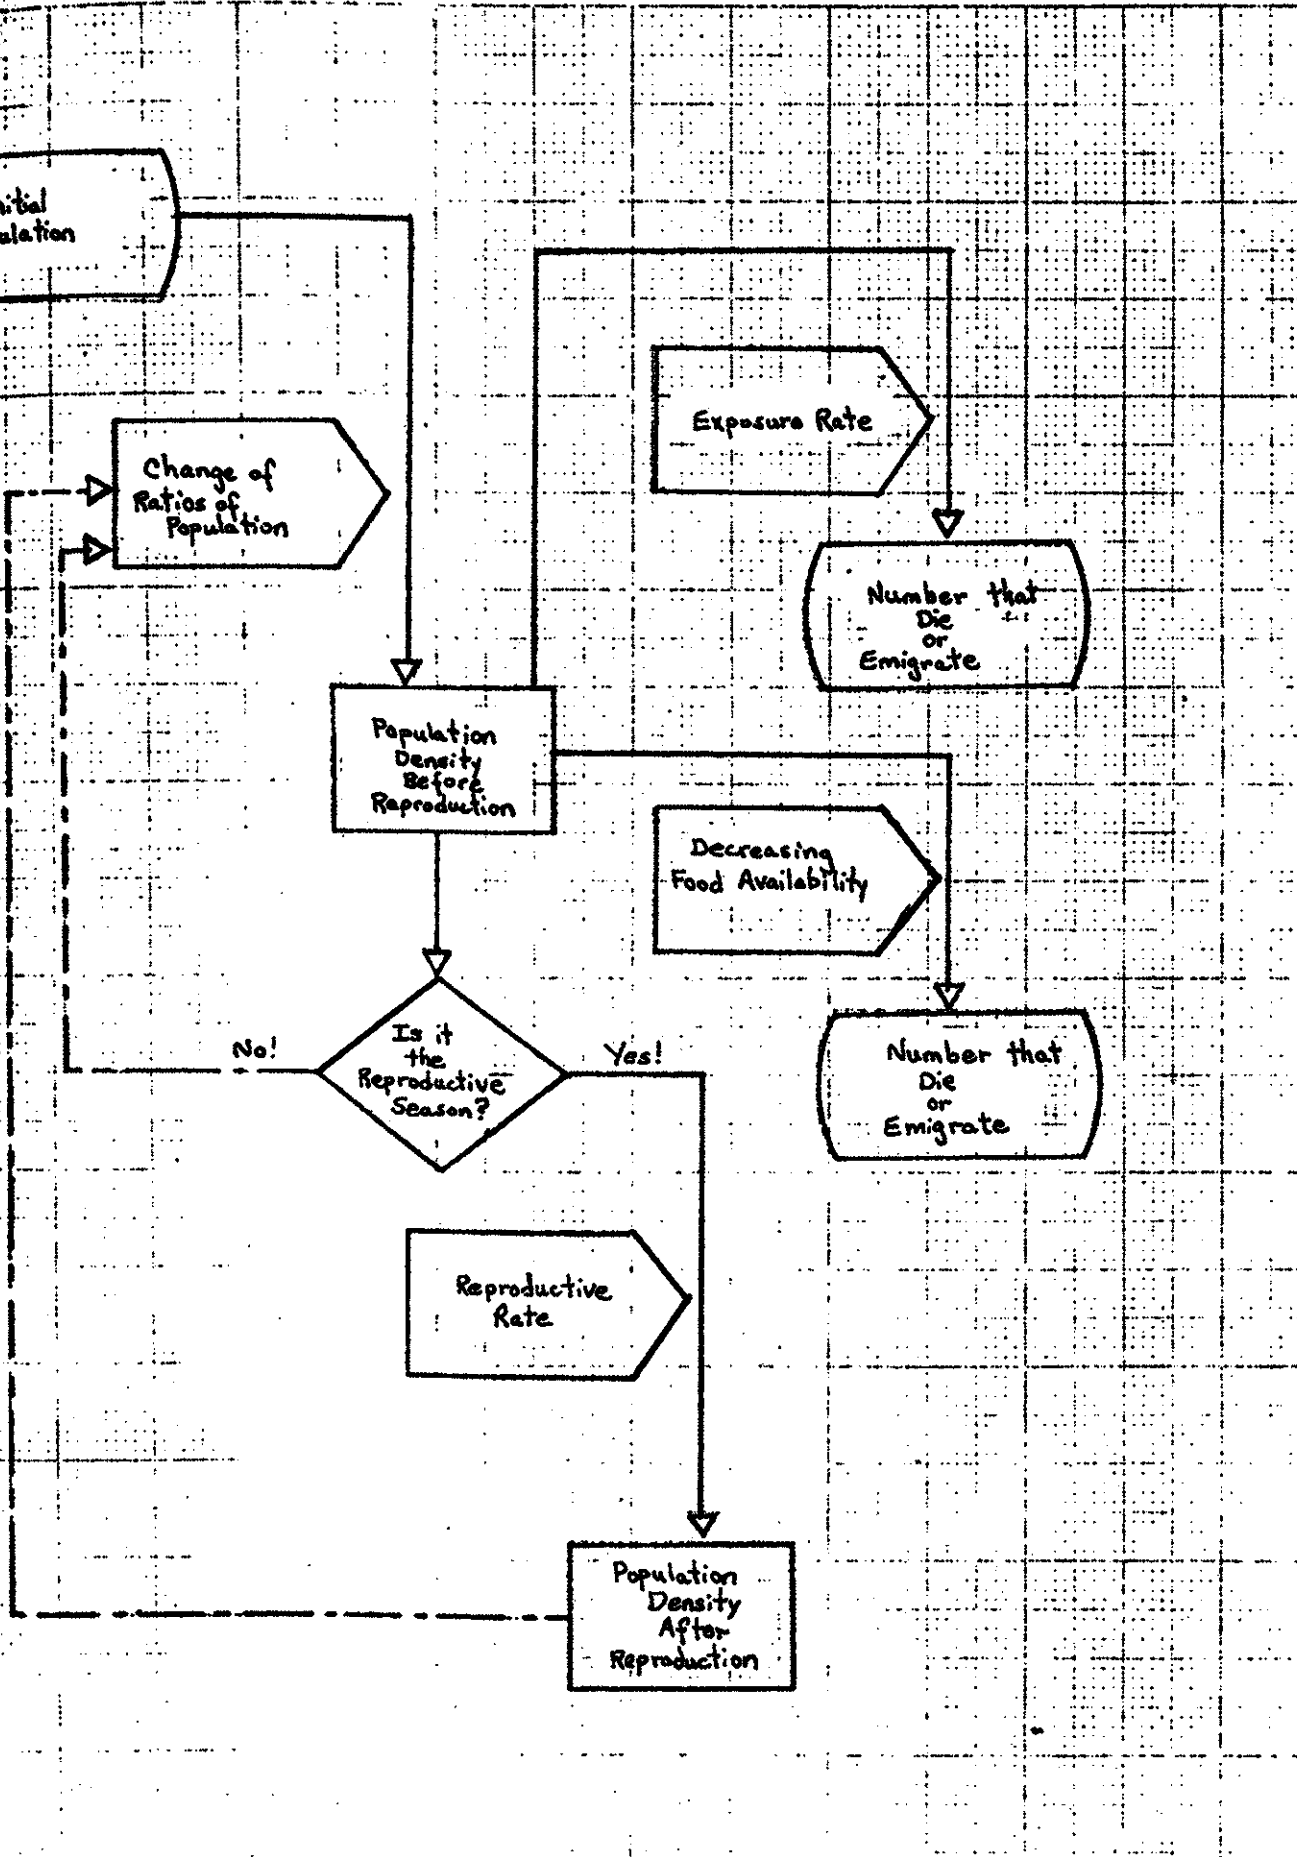 nitial
ulation
Exposure Rate
Change of
Ratios of
Population
Number that
Die
or
Emigrate
Population
Density
Before
Reproduction
Decreasing
Food Availability
No!
Is it
the
Reproductive
Season?
Yes!
Number that
Die
or
Emigrate
Reproductive
Rate
Population
Density
After
Reproduction